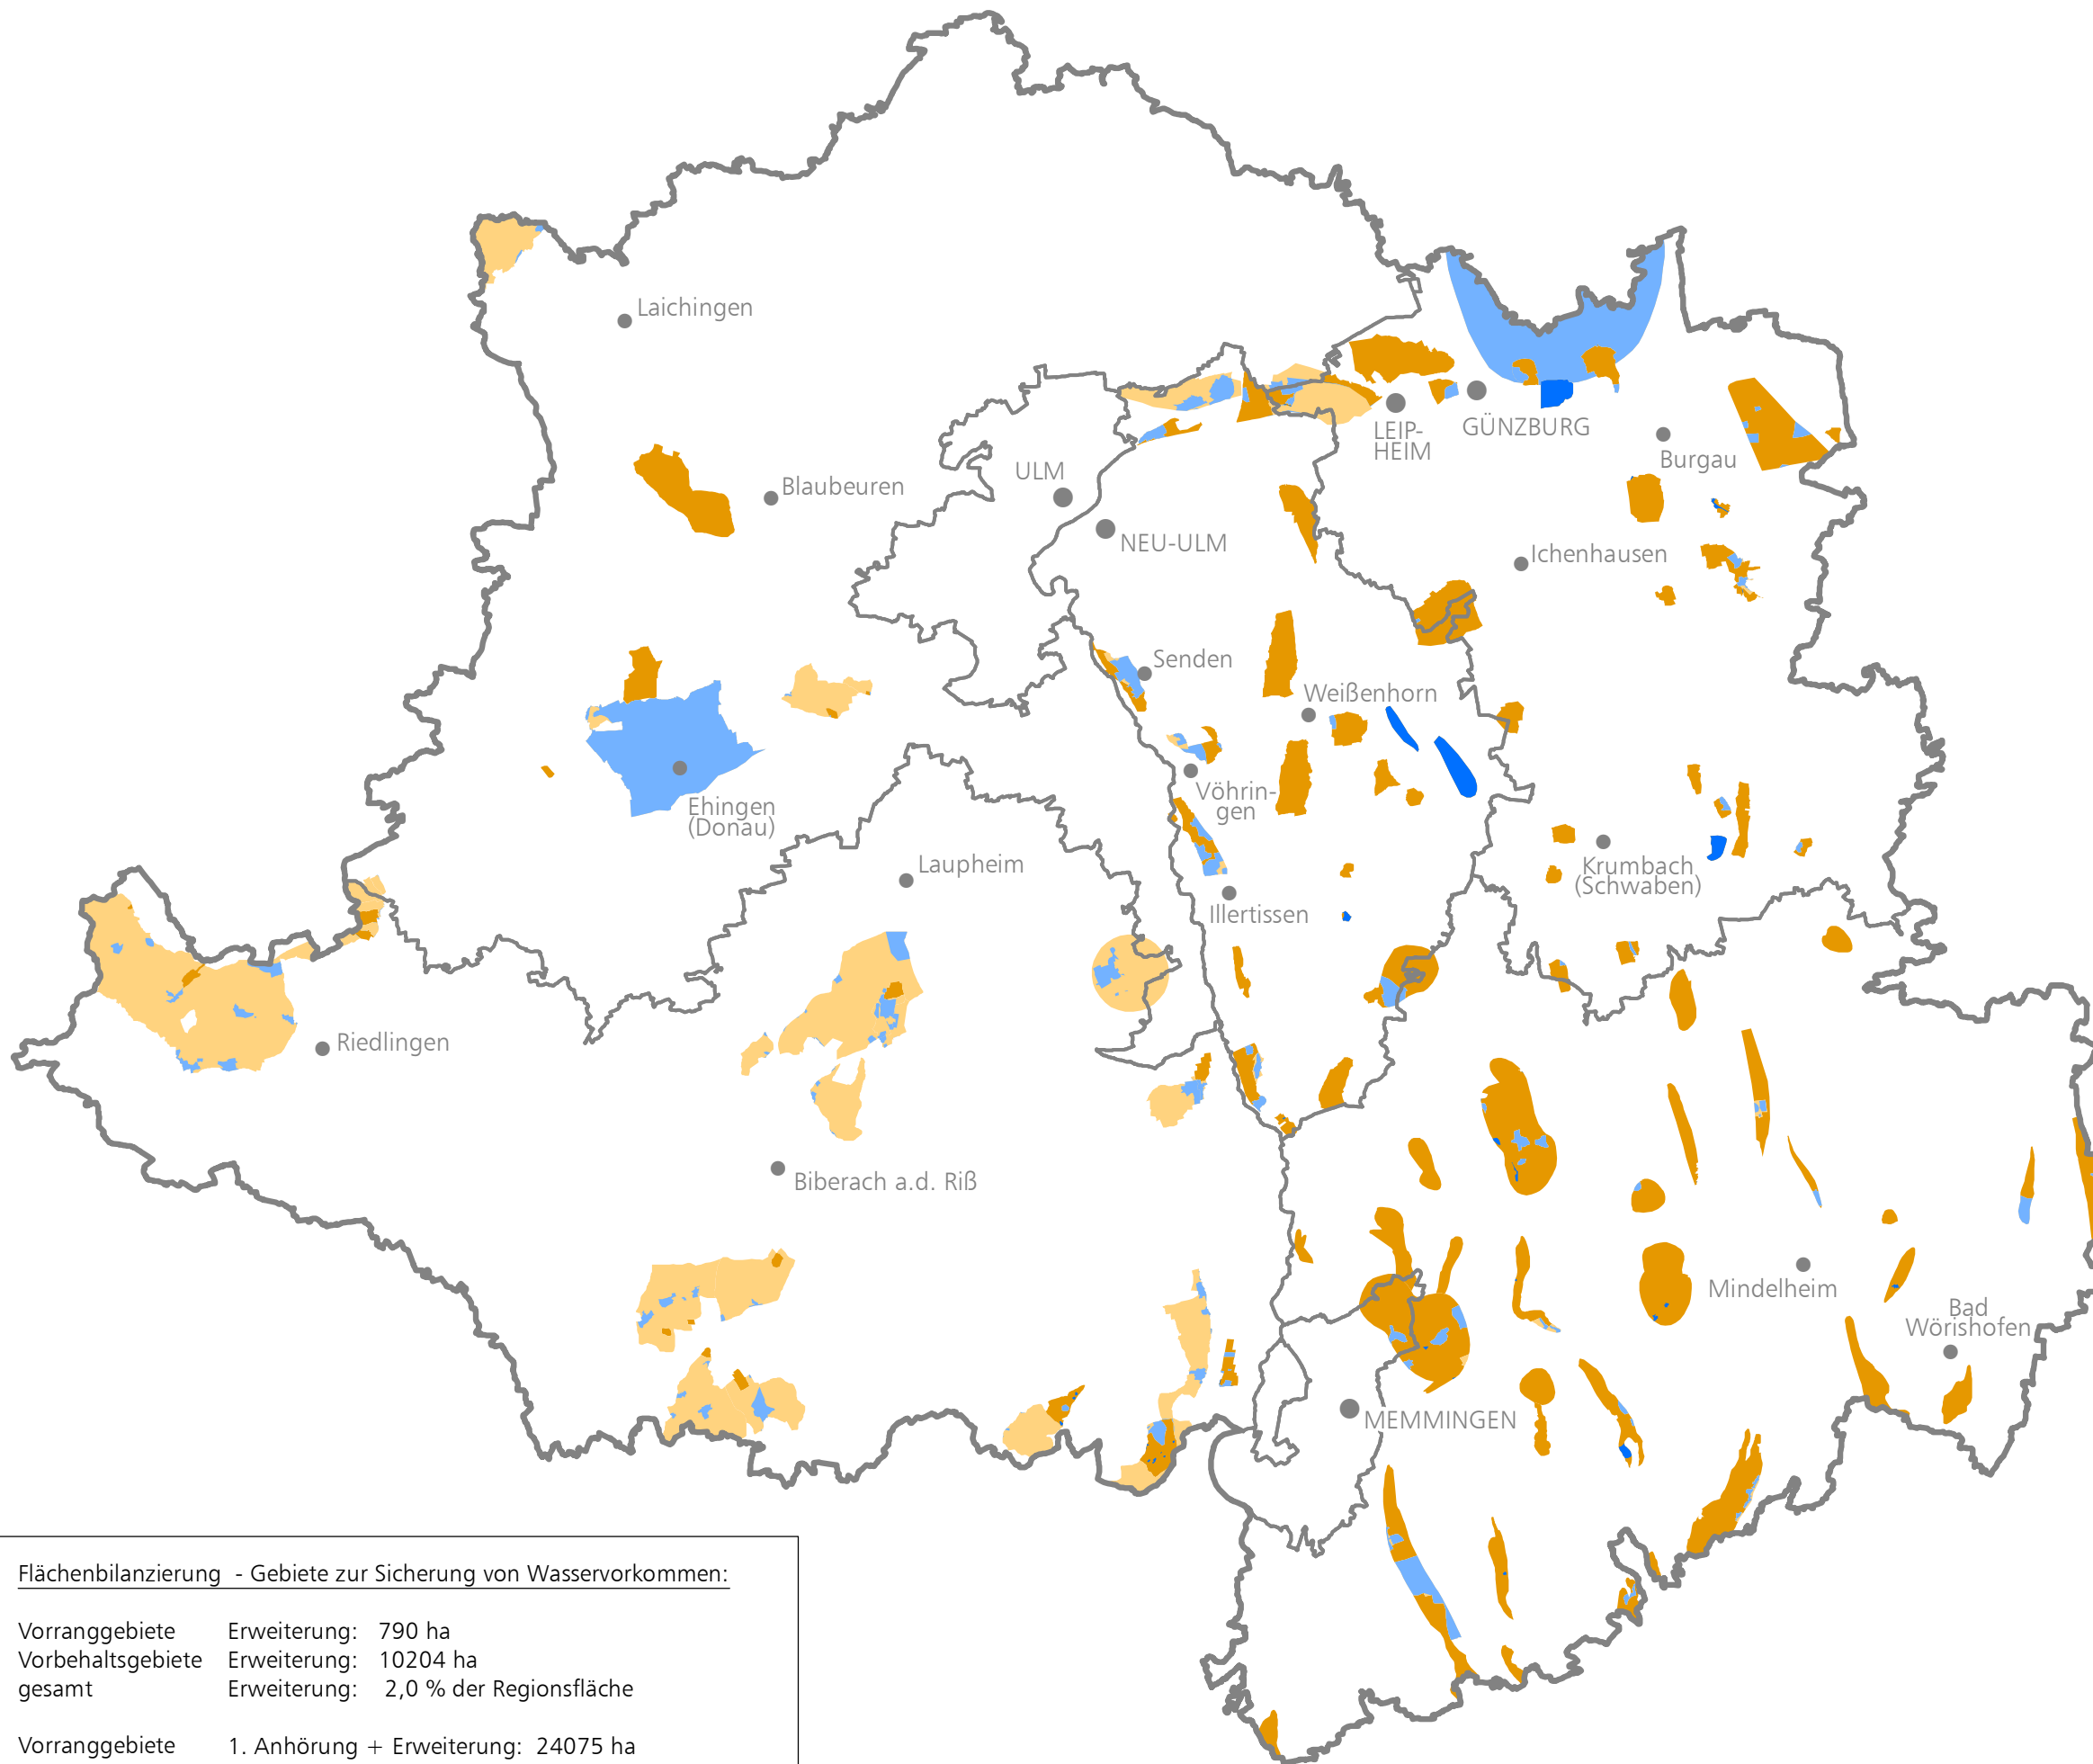 Laichingen
LEIP-
HEIM
GÜNZBURG
Burgau
ULM
Blaubeuren
NEU-ULM
Ichenhausen
Senden
Weißenhorn
Ehingen
(Donau)
Vöhrin-
gen
Laupheim
Krumbach
(Schwaben)
Illertissen
Riedlingen
Biberach a.d. Riß
Mindelheim
Bad
Wörishofen
MEMMINGEN
Flächenbilanzierung - Gebiete zur Sicherung von Wasservorkommen:
Vorranggebiete Erweiterung: 790 ha
Vorbehaltsgebiete Erweiterung: 10204 ha
gesamt Erweiterung: 2,0 % der Regionsfläche
Vorranggebiete 1. Anhörung + Erweiterung: 24075 ha